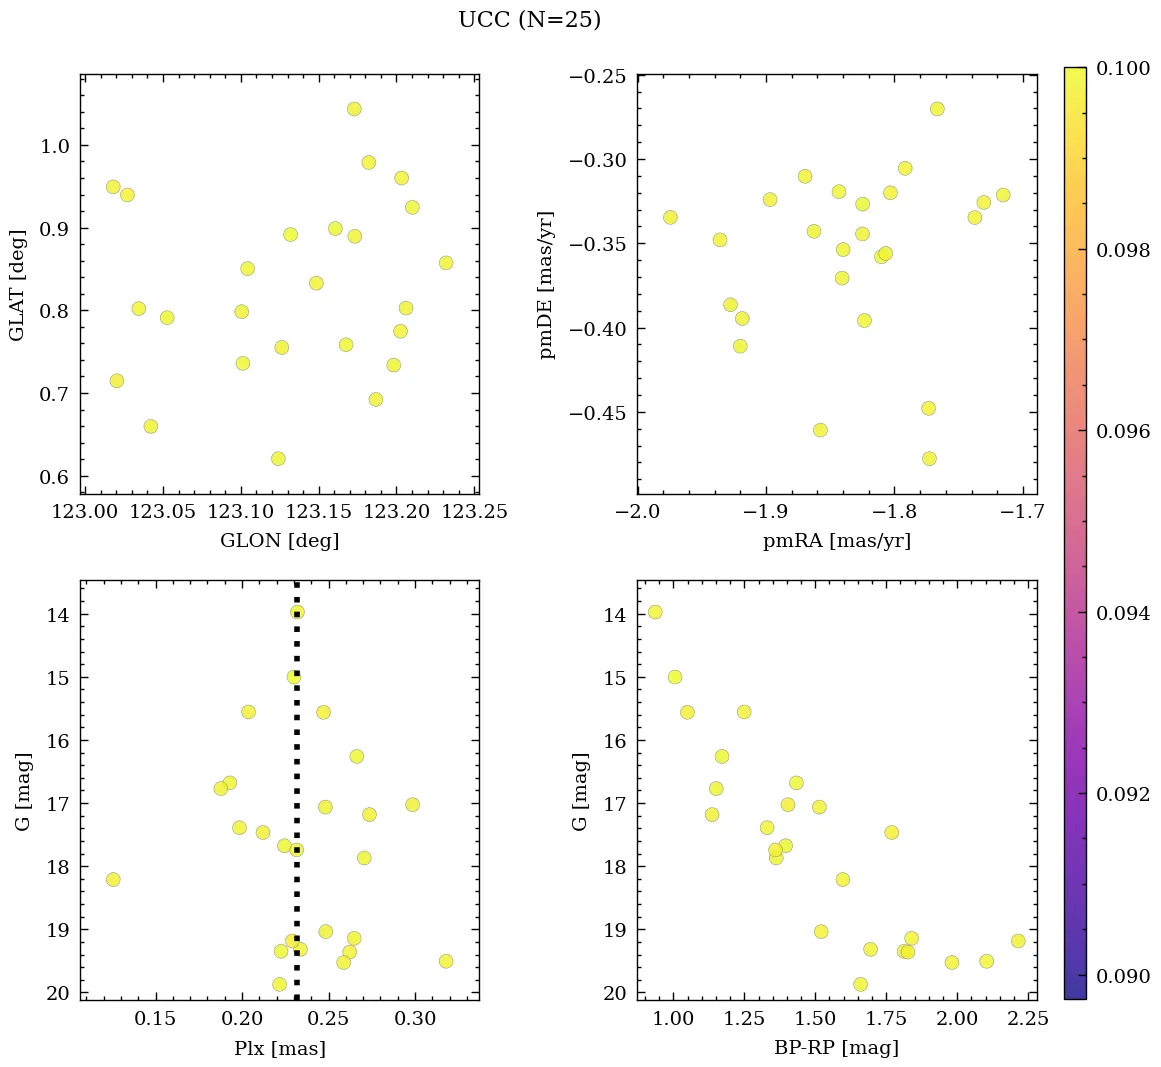 UCC (N=25)
1.0
0.9
0.8
0.7
0.6
GLAT [deg]
123.00 123.05 123.10 123.15 123.20 123.25
GLON [deg]
−0.25
−0.30
−0.35
−0.40
−0.45
pmDE [mas/yr]
−2.0 −1.9 −1.8 −1.7
pmRA [mas/yr]
14
15
16
17
18
19
20
G [mag]
0.15 0.20 0.25 0.30
Plx [mas]
14
15
16
17
18
19
20
G [mag]
1.00 1.25 1.50 1.75 2.00 2.25
BP-RP [mag]
0.100
0.098
0.096
0.094
0.092
0.090